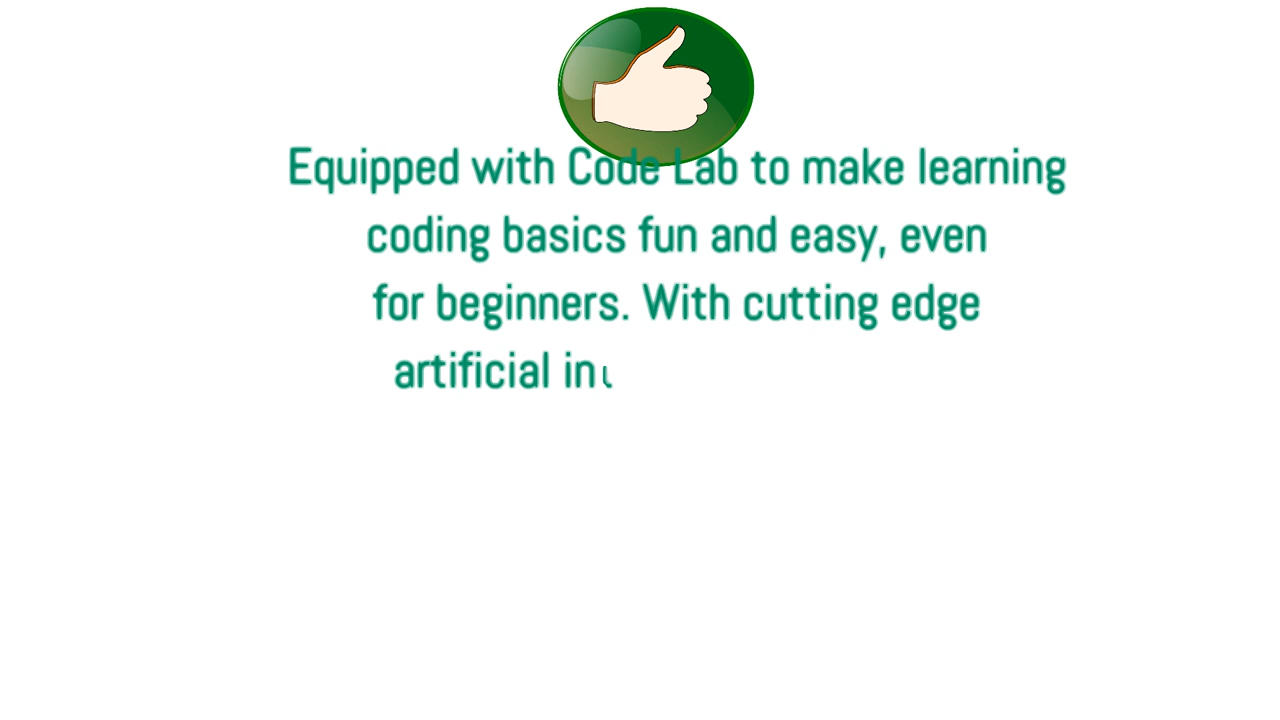 Equipped with Code Lab to make learning
coding basics fun and easy, even
for beginners. With cutting edge
artificial in